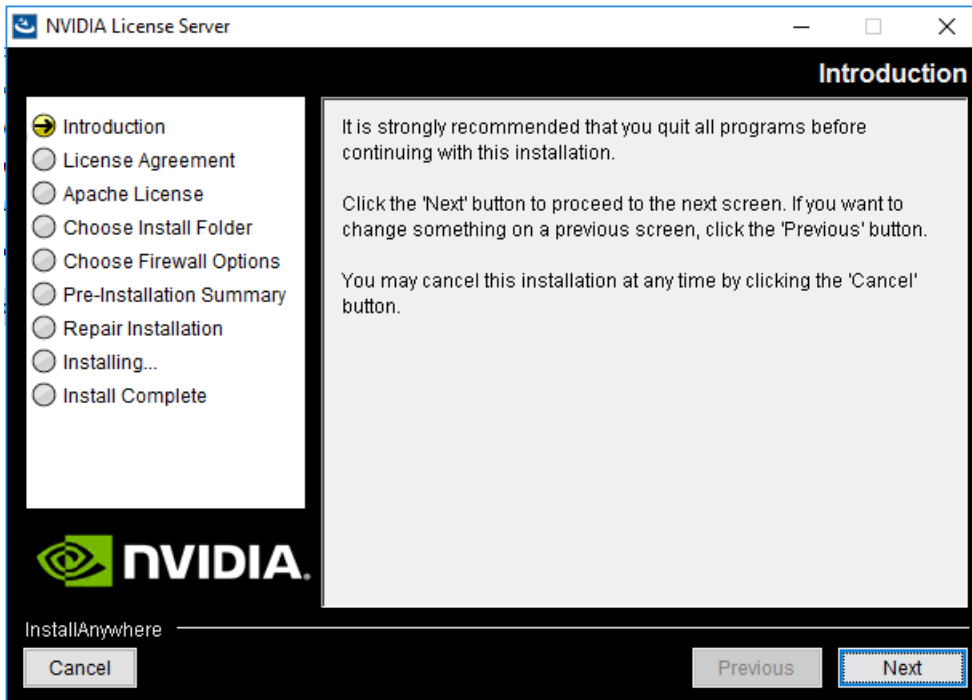 NVIDIA License Server
Introduction
Introduction
License Agreement
Apache License
Choose Install Folder
Choose Firewall Options
Pre-Installation Summary
Repair Installation
Installing...
Install Complete
It is strongly recommended that you quit all programs before
continuing with this installation.
Click the 'Next' button to proceed to the next screen. If you want to
change something on a previous screen, click the 'Previous' button.
You may cancel this installation at any time by clicking the 'Cancel'
button.
NVIDIA.
InstallAnywhere
Cancel
Previous
Next